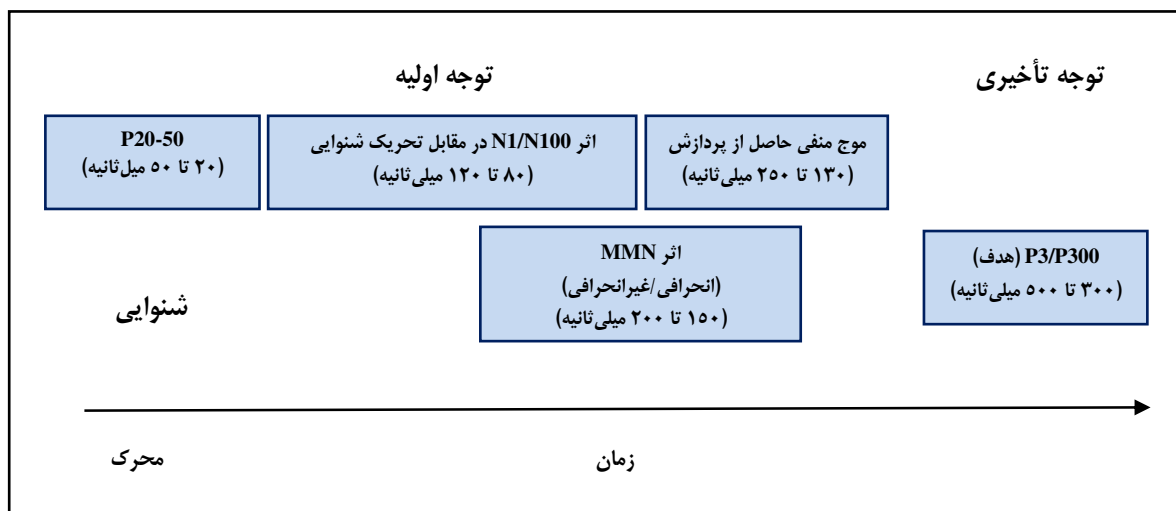 توجه اولیه
توجه تأخیری
P20-50
(۲۰ تا ۵۰ میل‌ثانیه)
اثر N1/N100 در مقابل تحریک شنوایی
(۸۰ تا ۱۲۰ میلی‌ثانیه)
موج منفی حاصل از پردازش
(۱۳۰ تا ۲۵۰ میلی‌ثانیه)
اثر MMN
(انحرافی/غیرانحرافی)
(۱۵۰ تا ۲۰۰ میلی‌ثانیه)
P3/P300 (هدف)
(۳۰۰ تا ۵۰۰ میلی‌ثانیه)
شنوایی
محرک
زمان